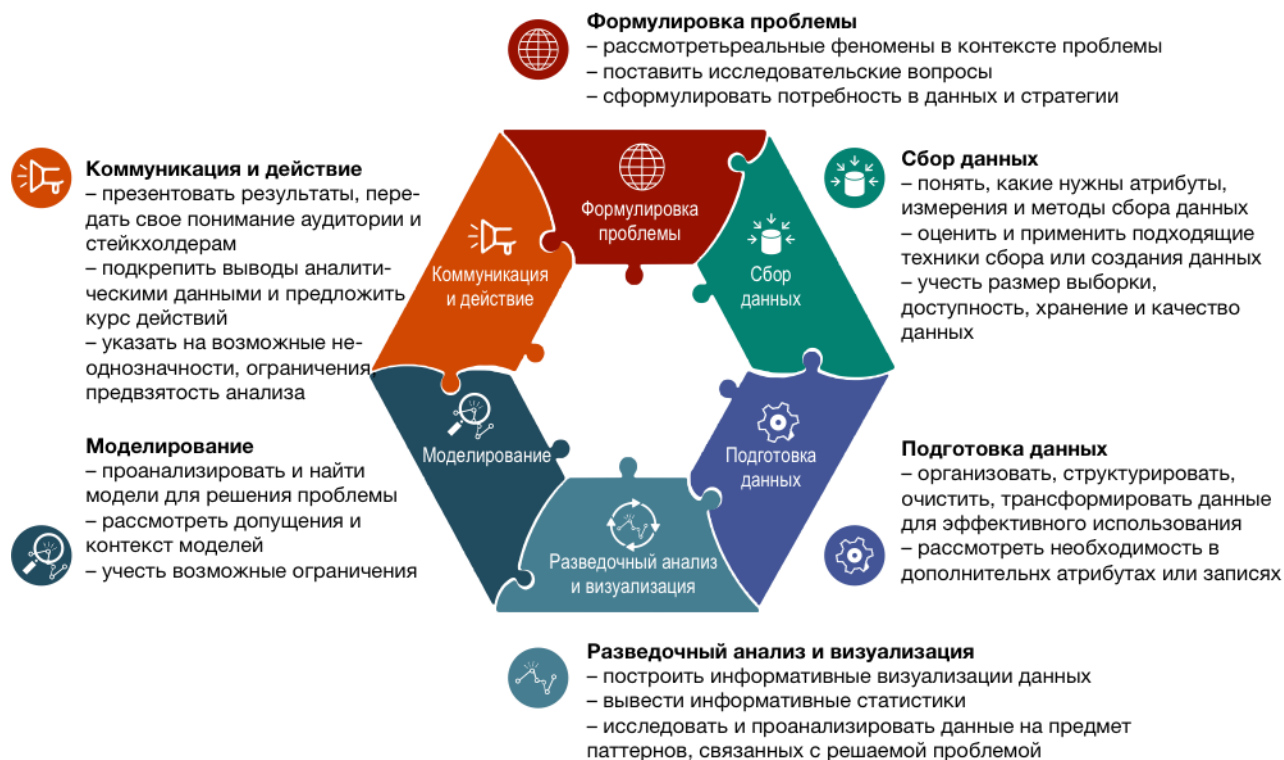 Формулировка проблемы
– рассмотретьреальные феномены в контексте проблемы
– поставить исследовательские вопросы
– сформулировать потребность в данных и стратегии
Коммуникация и действие
– презентовать результаты, пере-
дать свое понимание аудитории и
стейкхолдерам
– подкрепить выводы аналити-
ческими данными и предложить
курс действий
– указать на возможные не-
однозначности, ограничения,
предвзятость анализа
Формулировка
проблемы
Коммуникация
и действие
Сбор
данных
Сбор данных
– понять, какие нужны атрибуты,
измерения и методы сбора данных
– оценить и применить подходящие
техники сбора или создания данных
– учесть размер выборки,
доступность, хранение и качество
данных
Моделирование
– проанализировать и найти
модели для решения проблемы
– рассмотреть допущения и
контекст моделей
– учесть возможные ограничения
Моделирование
Подготовка
данных
Разведочный анализ
и визуализация
Подготовка данных
– организовать, структурировать,
очистить, трансформировать данные
для эффективного использования
– рассмотреть необходимость в
дополнительнх атрибутах или записях
Разведочный анализ и визуализация
– построить информативные визуализации данных
– вывести информативные статистики
– исследовать и проанализировать данные на предмет
паттернов, связанных с решаемой проблемой